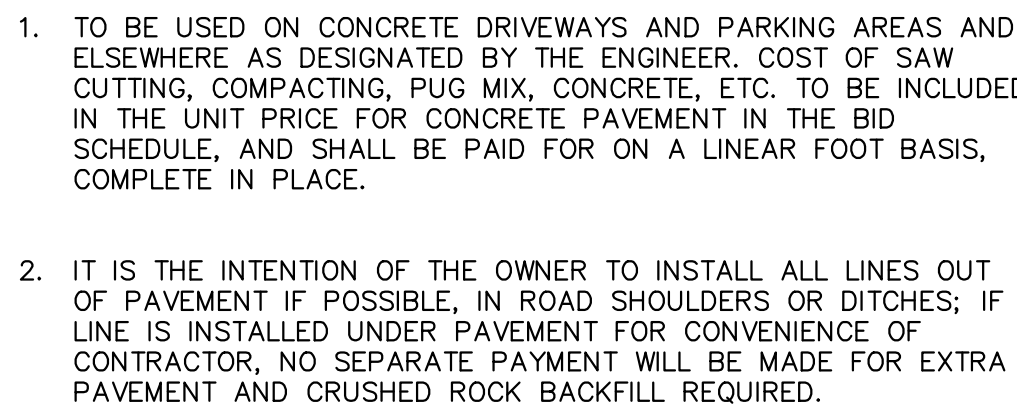 1. TO BE USED ON CONCRETE DRIVEWAYS AND PARKING AREAS AND
ELSEWHERE AS DESIGNATED BY THE ENGINEER. COST OF SAW
CUTTING, COMPACTING, PUG MIX, CONCRETE, ETC. TO BE INCLUDED
IN THE UNIT PRICE FOR CONCRETE PAVEMENT IN THE BID
SCHEDULE, AND SHALL BE PAID FOR ON A LINEAR FOOT BASIS,
COMPLETE IN PLACE.
2. IT IS THE INTENTION OF THE OWNER TO INSTALL ALL LINES OUT
OF PAVEMENT IF POSSIBLE, IN ROAD SHOULDERS OR DITCHES; IF
LINE IS INSTALLED UNDER PAVEMENT FOR CONVENIENCE OF
CONTRACTOR, NO SEPARATE PAYMENT WILL BE MADE FOR EXTRA
PAVEMENT AND CRUSHED ROCK BACKFILL REQUIRED.